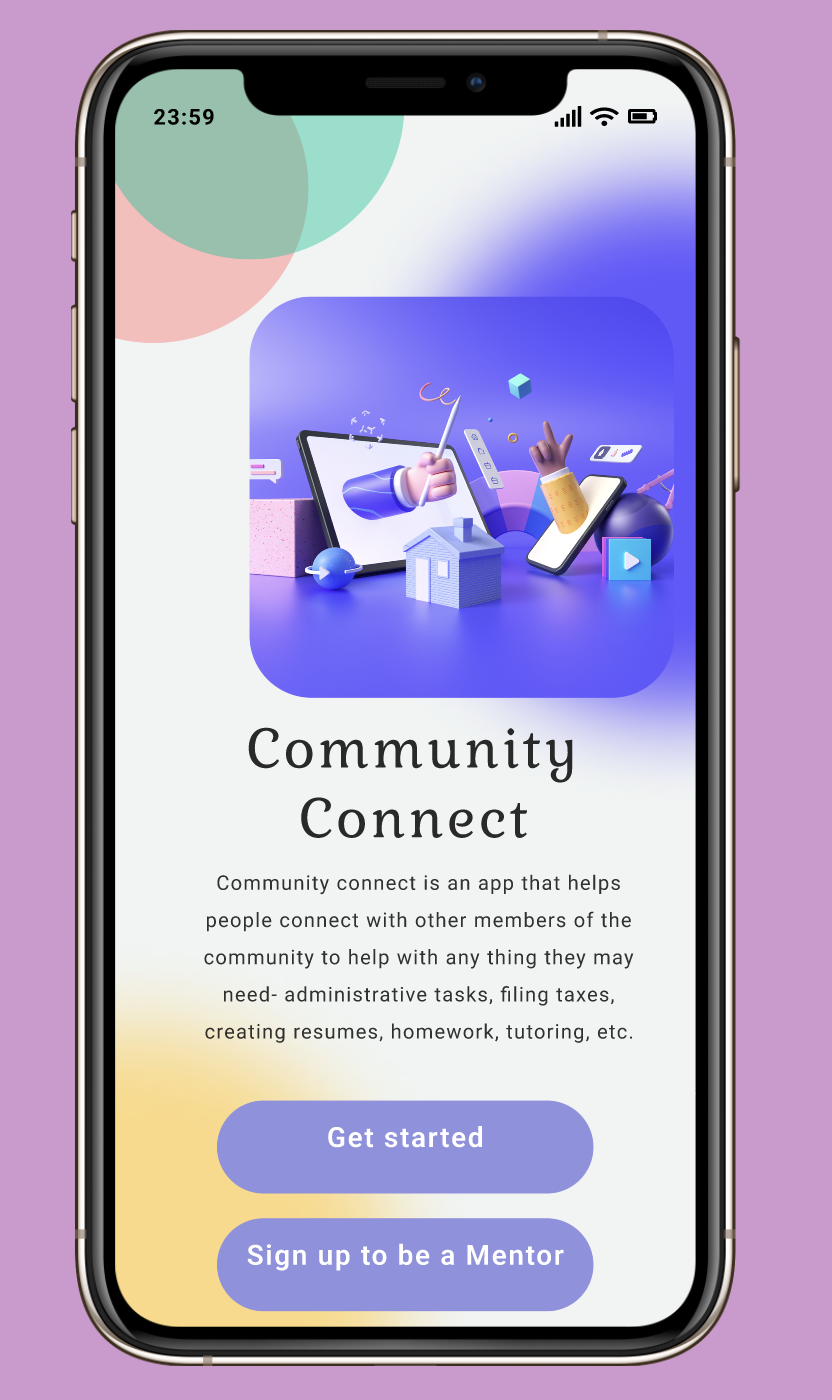 23:59
Community
Connect
Community connect is an app that helps
people connect with other members of the
community to help with any thing they may
need- administrative tasks, filing taxes,
creating resumes, homework, tutoring, etc.
Get started
Sign up to be a Mentor